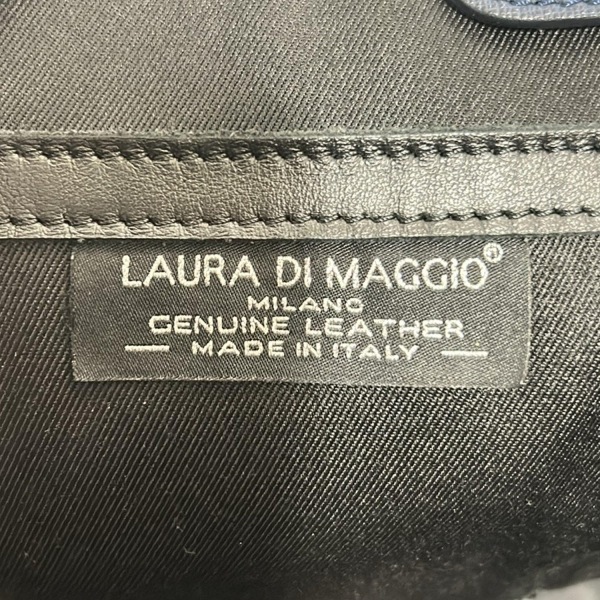 LAURA DI MAGGIO®
MILANO
GENUINE LEATHER
MADE IN ITALY